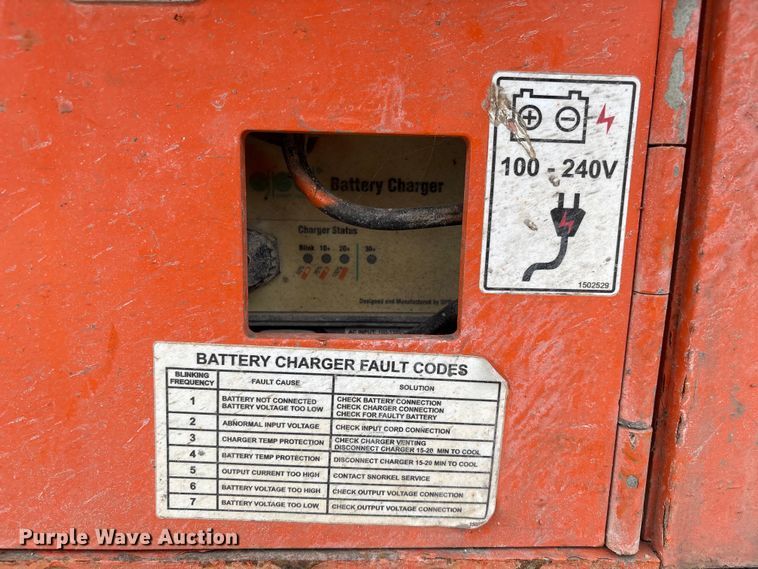 Battery Charger
Charger Status
Blink 10+ 20+ 30+
Designed and Manufactured by
AC INPUT:
100 - 240V
1502529
BATTERY CHARGER FAULT CODES
BLINKING FREQUENCY FAULT CAUSE SOLUTION
1 BATTERY NOT CONNECTED CHECK BATTERY CONNECTION
BATTERY VOLTAGE TOO LOW CHECK CHARGER CONNECTION
CHECK FOR FAULTY BATTERY
2 ABNORMAL INPUT VOLTAGE CHECK INPUT CORD CONNECTION
3 CHARGER TEMP PROTECTION CHECK CHARGER VENTING
DISCONNECT CHARGER 15-20 MIN TO COOL
4 BATTERY TEMP PROTECTION DISCONNECT CHARGER 15-20 MIN TO COOL
5 OUTPUT CURRENT TOO HIGH CONTACT SNORKEL SERVICE
6 BATTERY VOLTAGE TOO HIGH CHECK OUTPUT VOLTAGE CONNECTION
7 BATTERY VOLTAGE TOO LOW CHECK OUTPUT VOLTAGE CONNECTION
Purple Wave Auction